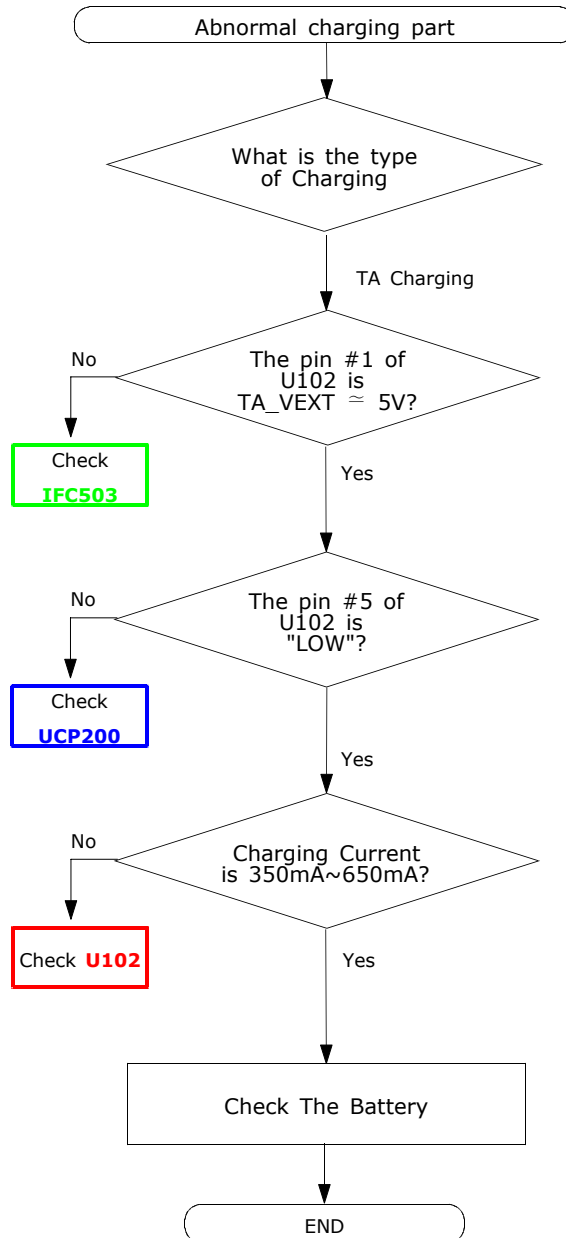 Abnormal charging part
What is the type
of Charging
TA Charging
The pin #1 of
U102 is
TA_VEXT ≃ 5V?
No
Check
IFC503
Yes
The pin #5 of
U102 is
"LOW"?
No
Check
UCP200
Yes
Charging Current
is 350mA~650mA?
No
Check U102
Yes
Check The Battery
END